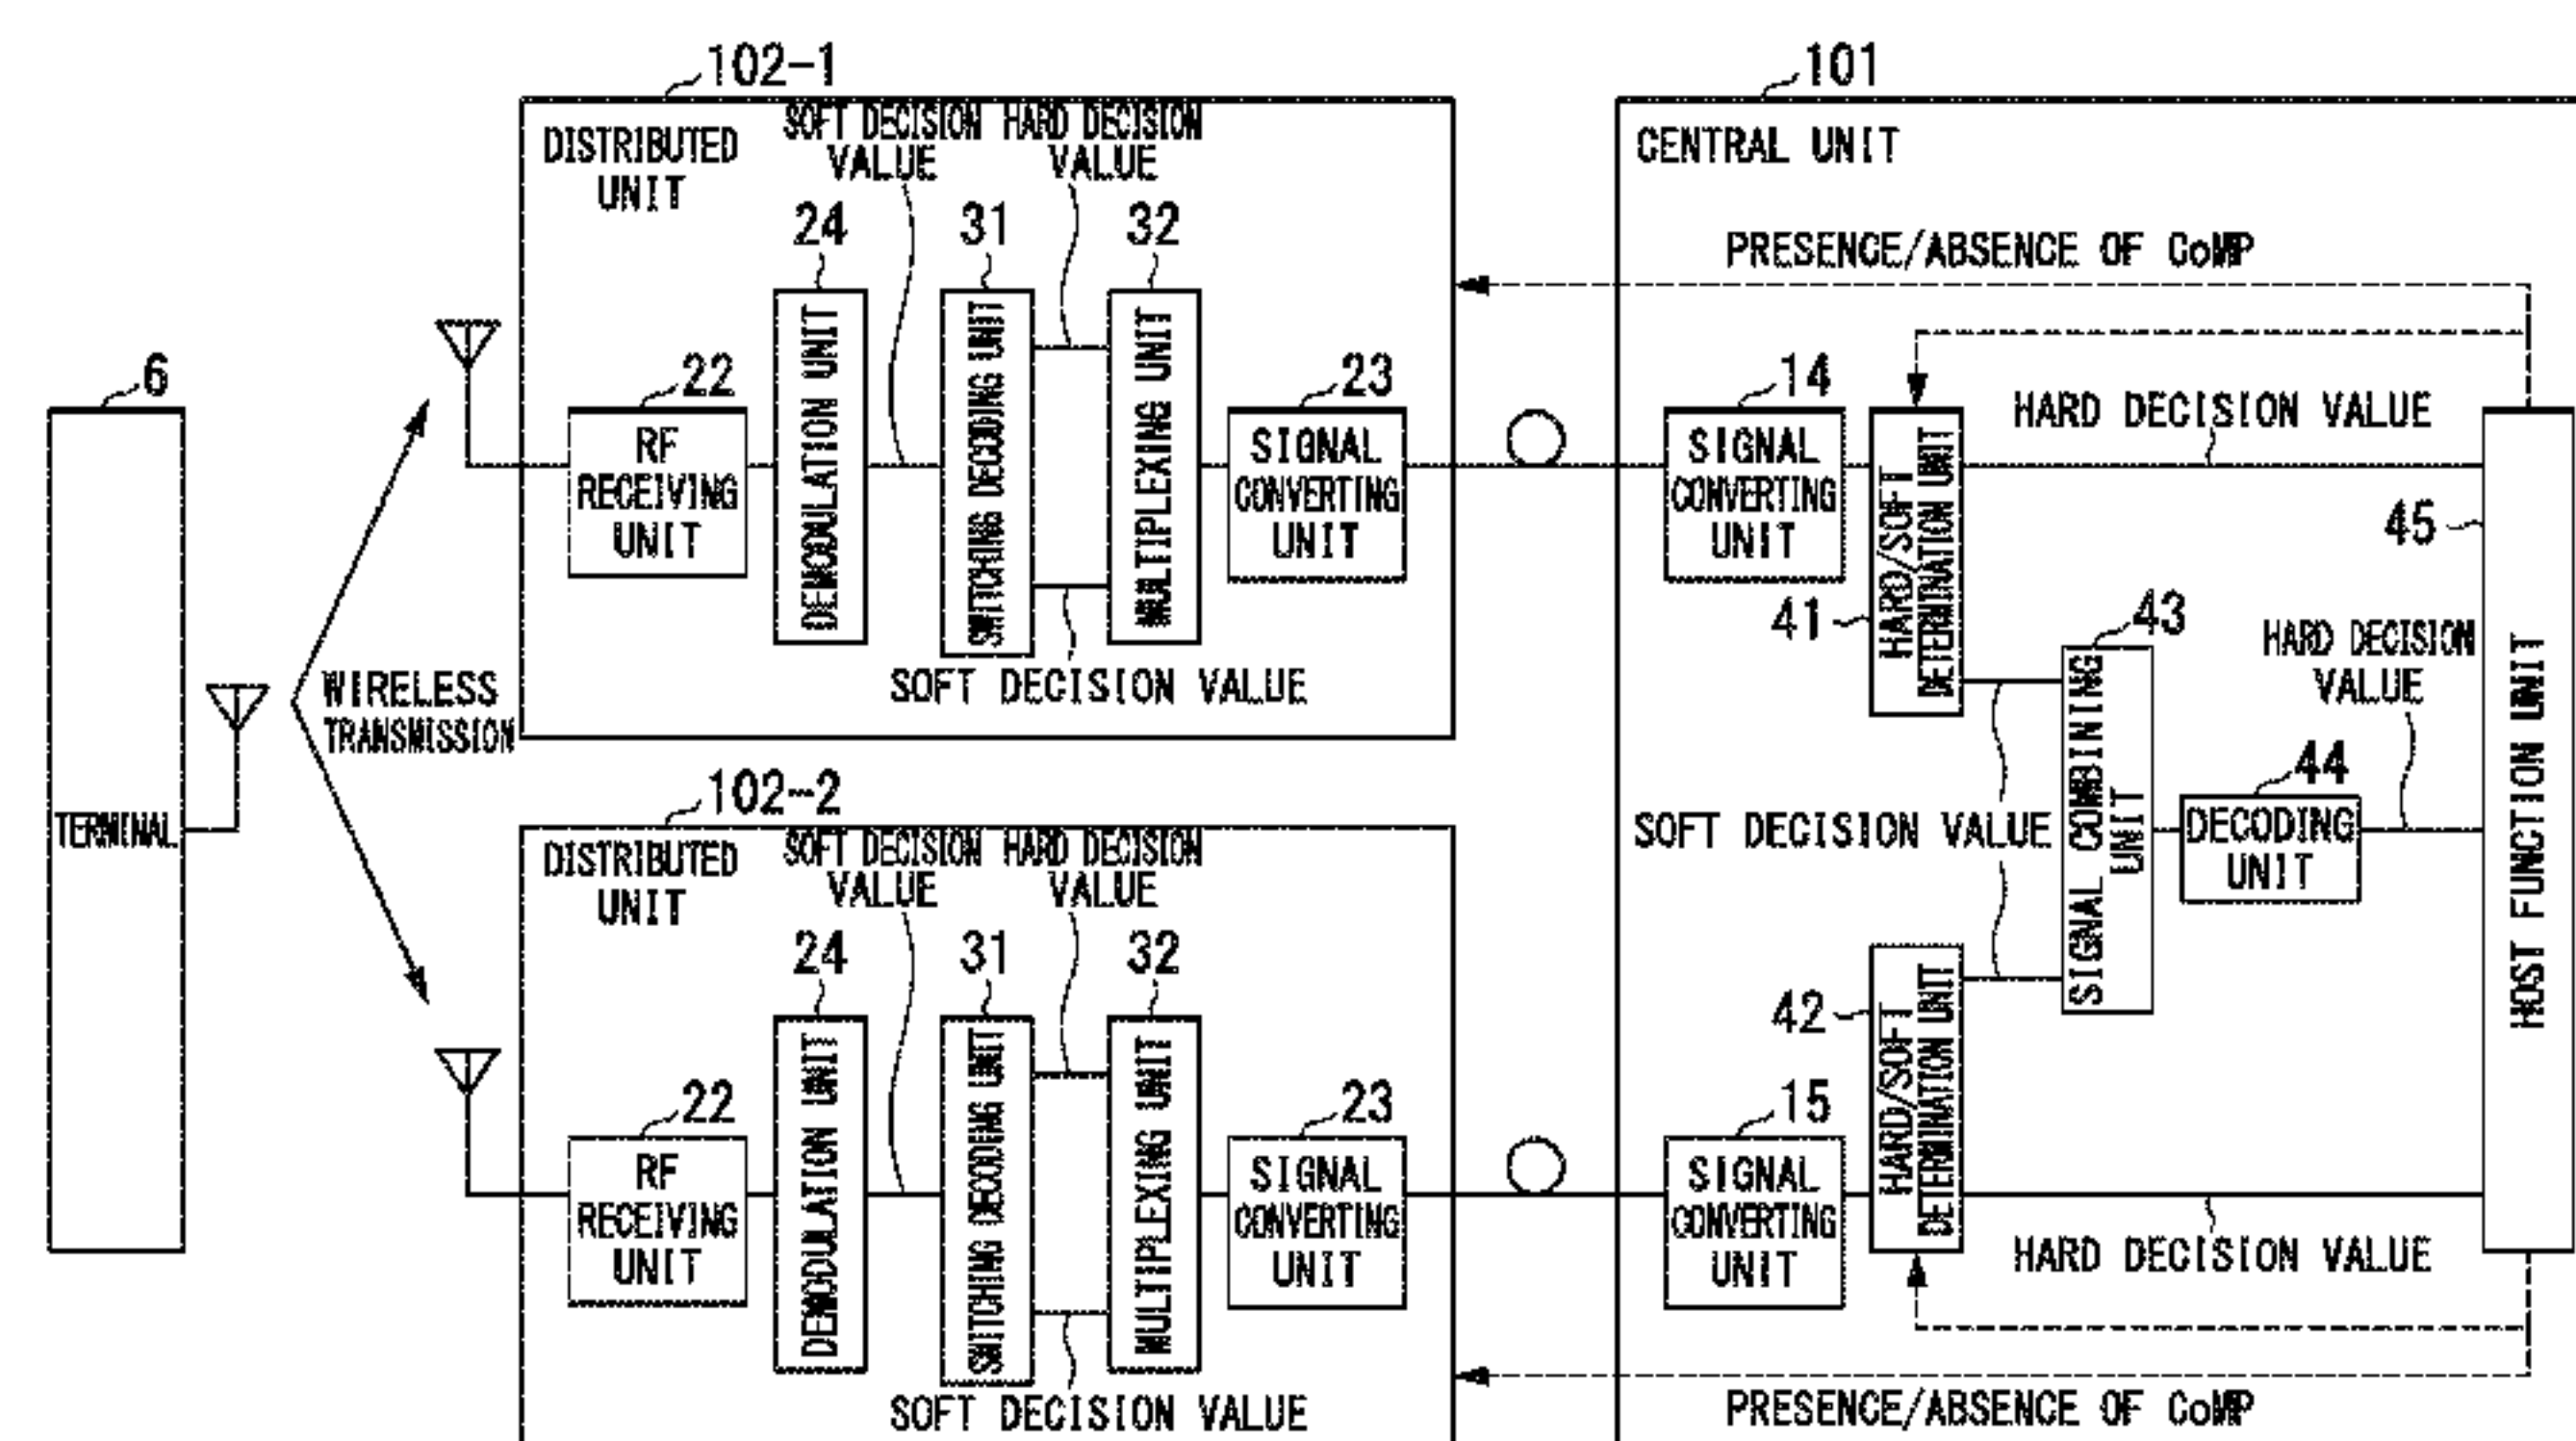 102-1
101
DISTRIBUTED
UNIT
SOFT DECISION
VALUE
HARD DECISION
VALUE
CENTRAL UNIT
24
31
32
PRESENCE/ABSENCE OF CoMP
6
22
23
14
HARD DECISION VALUE
RF
RECEIVING
UNIT
DEMODULATION UNIT
SWITCHING DECODING UNIT
MULTIPLEXING UNIT
SIGNAL
CONVERTING
UNIT
SIGNAL
CONVERTING
UNIT
HARD/SOFT
DETERMINATION UNIT
45
41
43
HARD DECISION
VALUE
WIRELESS
TRANSMISSION
SOFT DECISION VALUE
TERMINAL
SOFT DECISION VALUE
SIGNAL COMBINING
UNIT
44
DECODING
UNIT
HOST FUNCTION UNIT
102-2
DISTRIBUTED
UNIT
SOFT DECISION
VALUE
HARD DECISION
VALUE
24
31
32
42
22
23
15
RF
RECEIVING
UNIT
DEMODULATION UNIT
SWITCHING DECODING UNIT
MULTIPLEXING UNIT
SIGNAL
CONVERTING
UNIT
SIGNAL
CONVERTING
UNIT
HARD/SOFT
DETERMINATION UNIT
HARD DECISION VALUE
SOFT DECISION VALUE
PRESENCE/ABSENCE OF CoMP